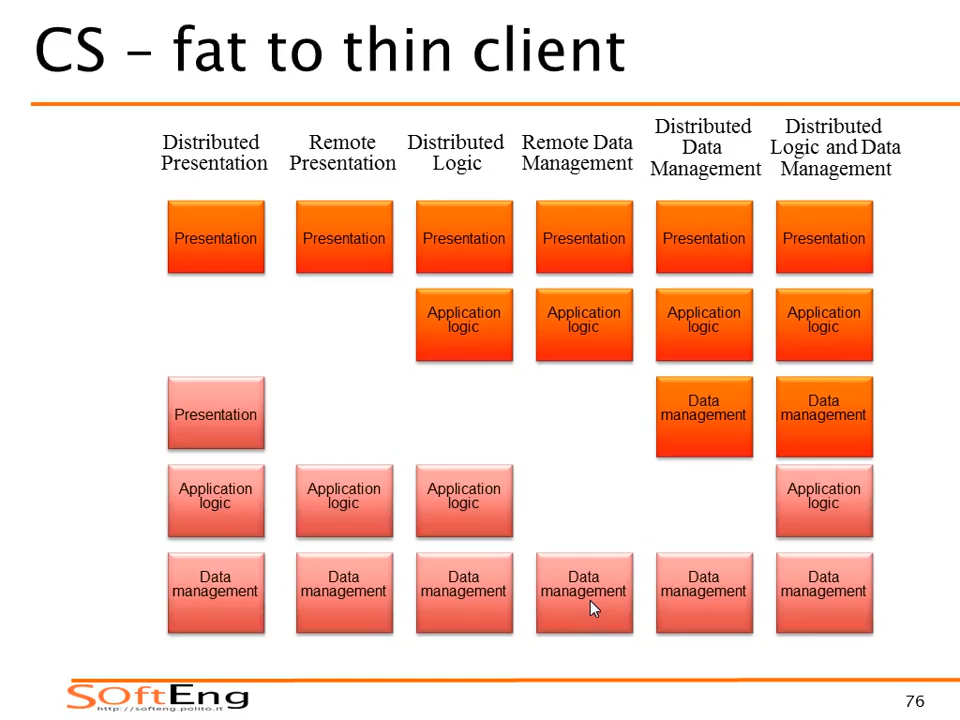 CS – fat to thin client
Distributed
Presentation
Remote
Presentation
Distributed
Logic
Remote Data
Management
Distributed
Data
Management
Distributed
Logic and Data
Management
Presentation
Presentation
Presentation
Presentation
Presentation
Presentation
Application
logic
Application
logic
Application
logic
Application
logic
Presentation
Data
management
Data
management
Application
logic
Application
logic
Application
logic
Application
logic
Data
management
Data
management
Data
management
Data
management
Data
management
Data
management
SOftEng
http://softeng.polito.it
76